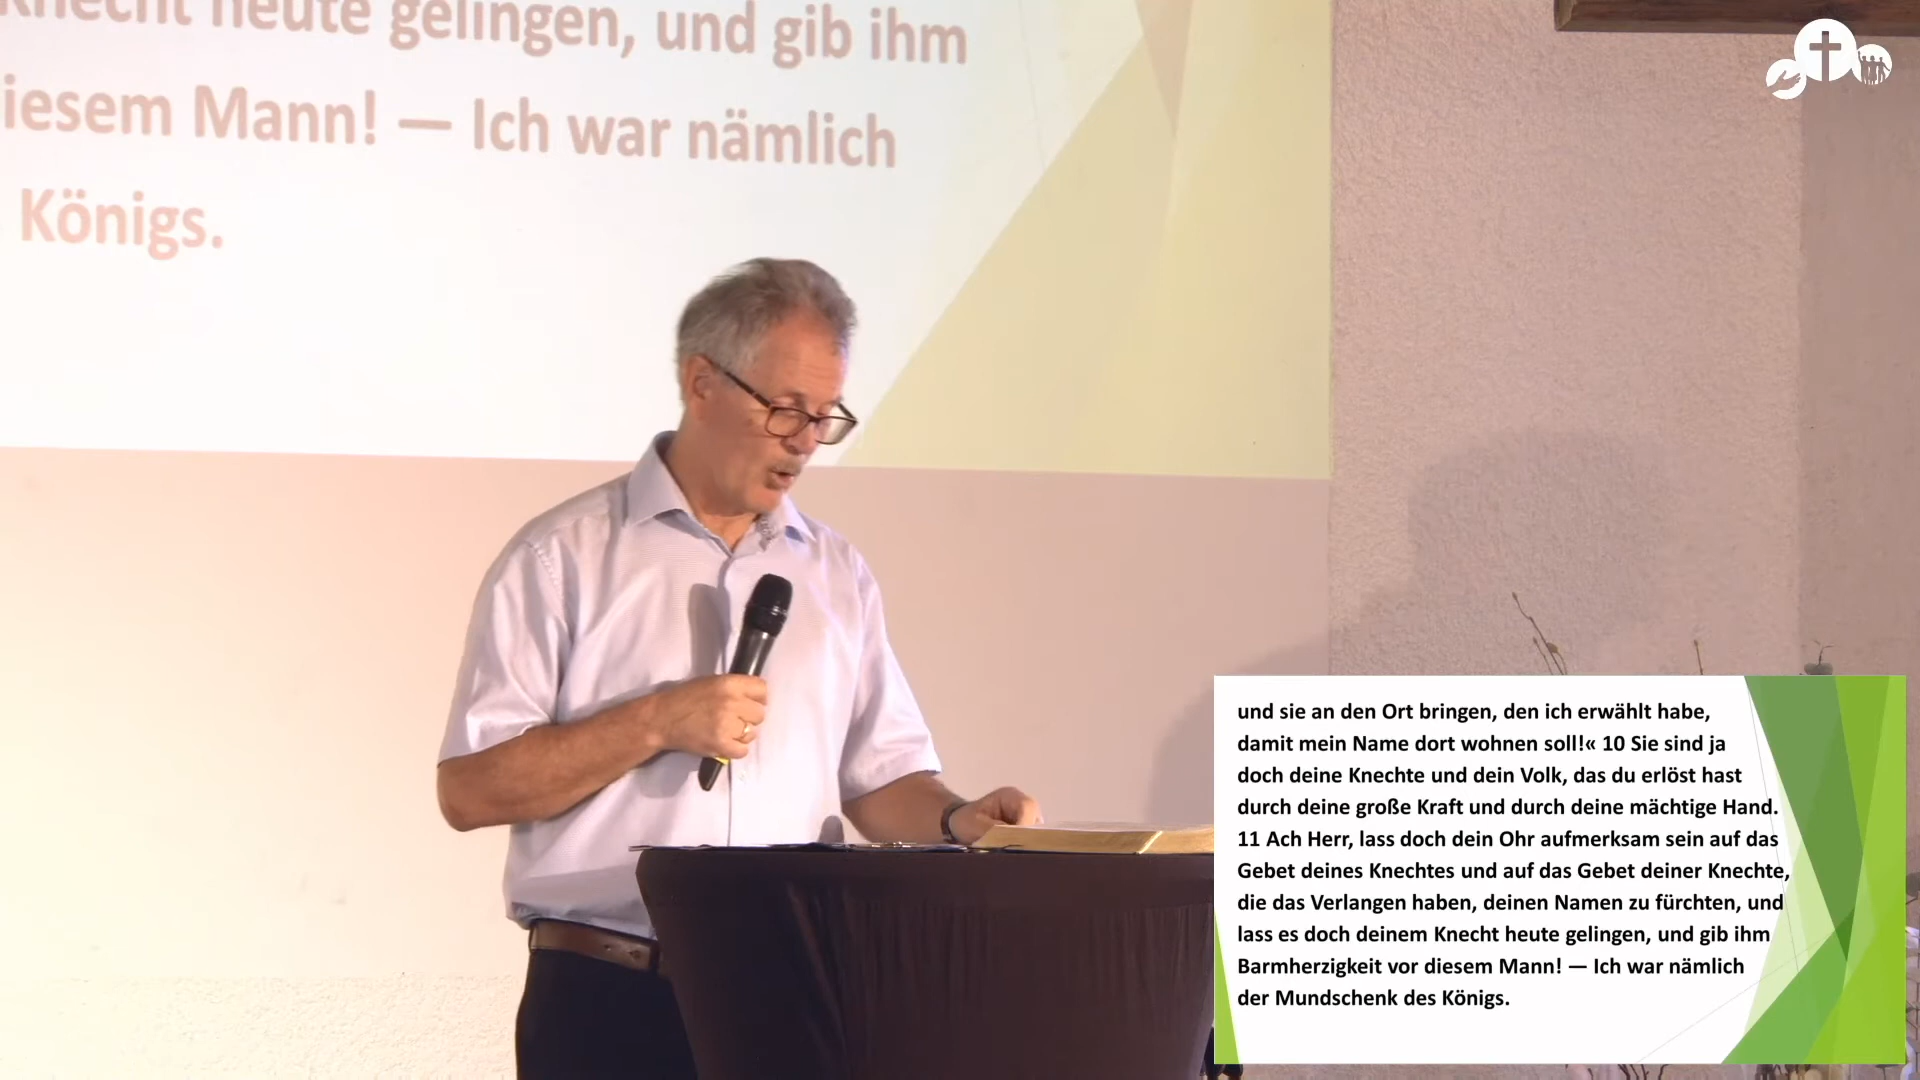 Knecht heute gelingen, und gib ihm
diesem Mann! — Ich war nämlich
Königs.
und sie an den Ort bringen, den ich erwählt habe,
damit mein Name dort wohnen soll!« 10 Sie sind ja
doch deine Knechte und dein Volk, das du erlöst hast
durch deine große Kraft und durch deine mächtige Hand.
11 Ach Herr, lass doch dein Ohr aufmerksam sein auf das
Gebet deines Knechtes und auf das Gebet deiner Knechte,
die das Verlangen haben, deinen Namen zu fürchten, und
lass es doch deinem Knecht heute gelingen, und gib ihm
Barmherzigkeit vor diesem Mann! — Ich war nämlich
der Mundschenk des Königs.